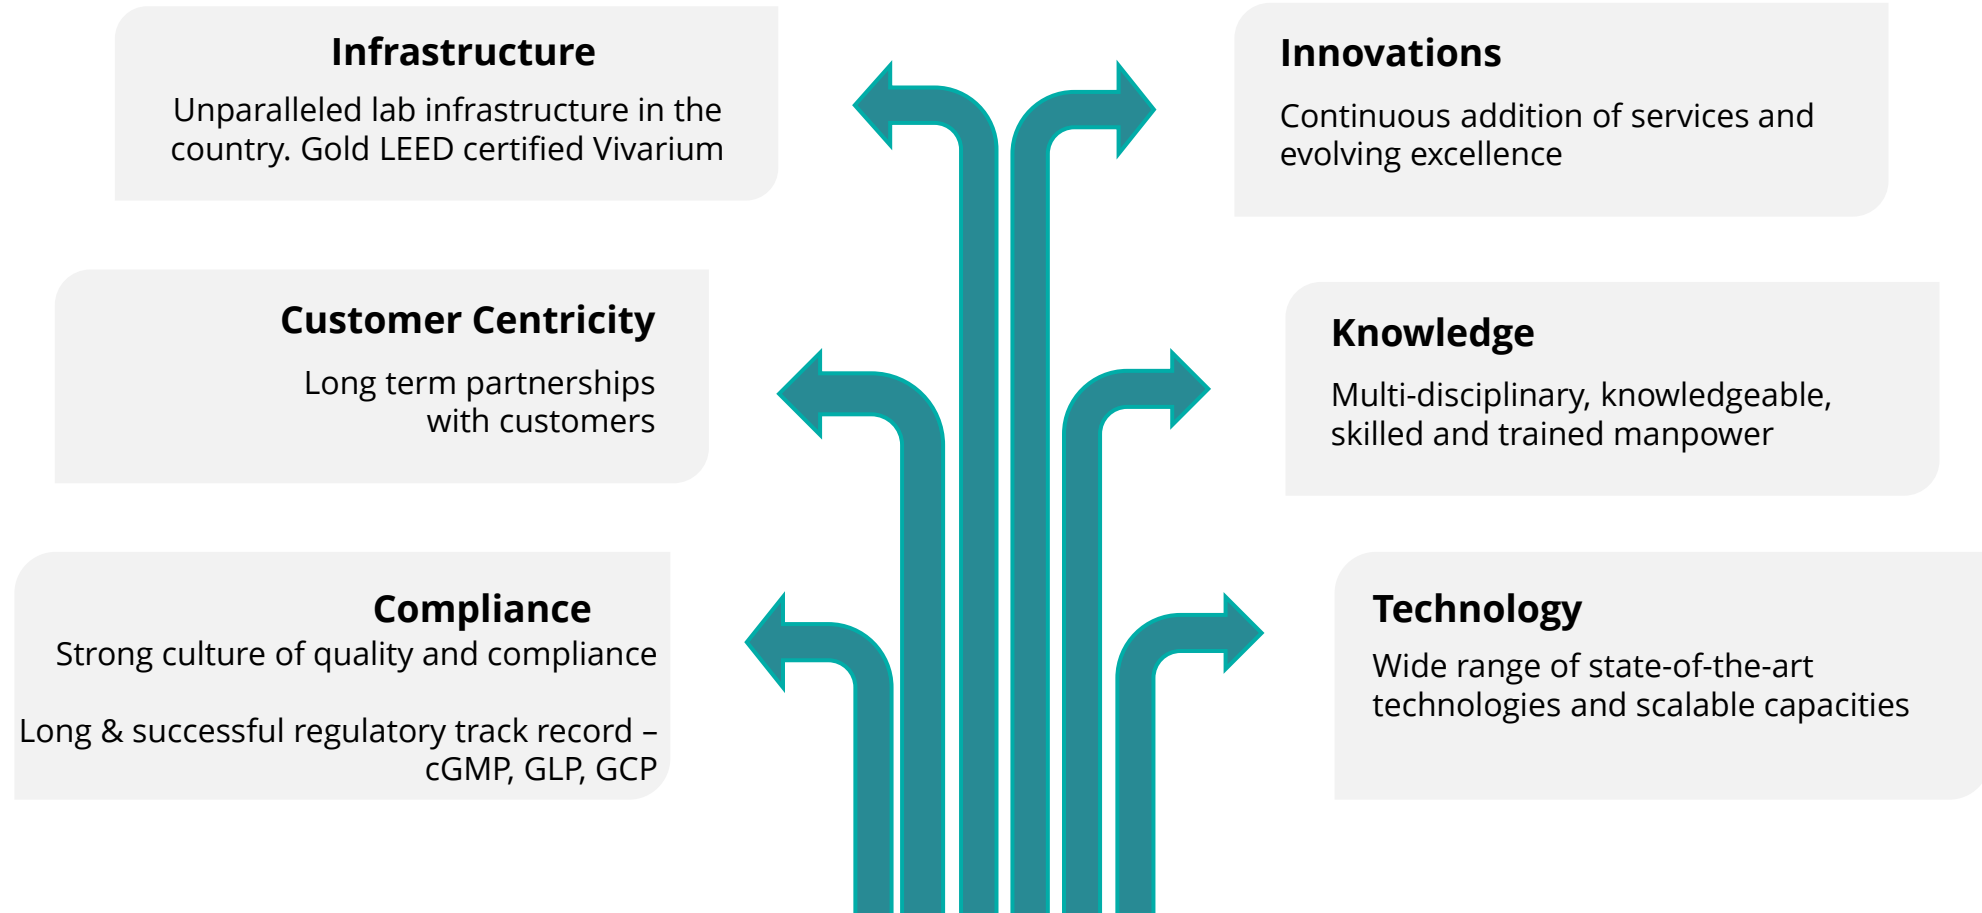 Infrastructure
Unparalleled lab infrastructure in the
country. Gold LEED certified Vivarium
Customer Centricity
Long term partnerships
with customers
Compliance
Strong culture of quality and compliance
Long & successful regulatory track record –
cGMP, GLP, GCP
Innovations
Continuous addition of services and
evolving excellence
Knowledge
Multi-disciplinary, knowledgeable,
skilled and trained manpower
Technology
Wide range of state-of-the-art
technologies and scalable capacities